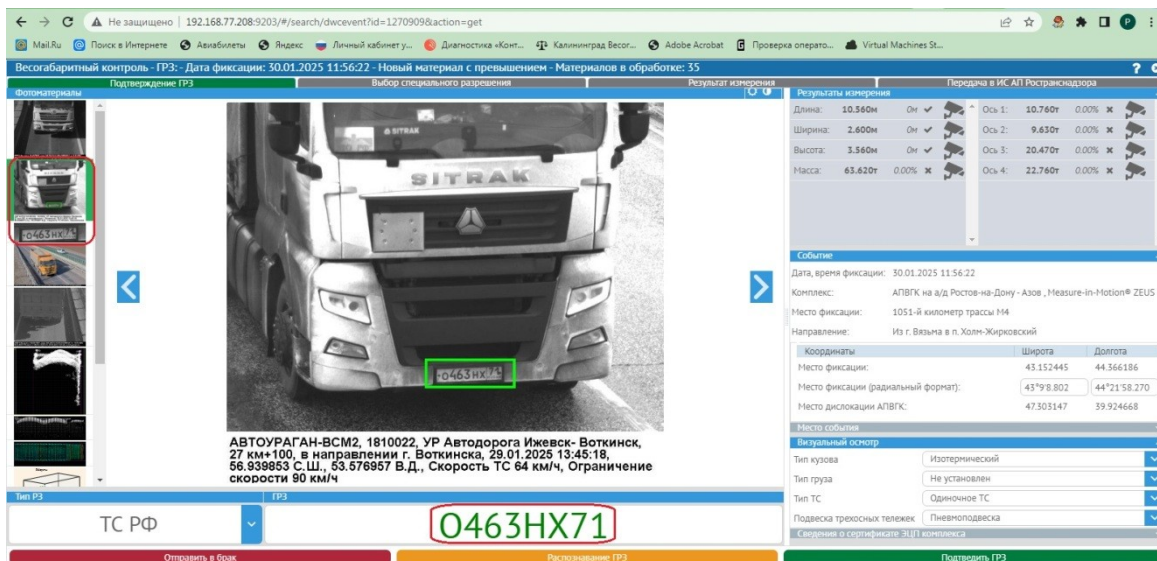 Не защищено | 192.168.77.208:9203/#/search/dwcevent?id=1270909&action=get
Mail.Ru Поиск в Интернете Авиабилеты Яндекс Личный кабинет у... Диагностика «Конт... Калининград Весог... Adobe Acrobat Проверка операто... Virtual Machines St...
Весогабаритный контроль - ГРЗ: - Дата фиксации: 30.01.2025 11:56:22 - Новый материал с превышением - Материалов в обработке: 35
?
Подтверждение ГРЗ Выбор специального разрешения Результат измерения Передача в ИС АП Ространснадзора
Фотоматериалы
О463НХ 71
SITRAK
SITRAK
О463НХ 71
АВТОУРАГАН-ВСМ2, 1810022, УР Автодорога Ижевск- Воткинск,
27 км+100, в направлении г. Воткинска, 29.01.2025 13:45:18,
56.939853 С.Ш., 53.576957 В.Д., Скорость ТС 64 км/ч, Ограничение
скорости 90 км/ч
Тип РЗ ГРЗ
ТС РФ О463НХ71
Отправить в брак Распознавание ГРЗ Подтвердить ГРЗ
Результаты измерения
Длина: 10.560м 0м Ось 1: 10.760т 0.00%
Ширина: 2.600м 0м Ось 2: 9.630т 0.00%
Высота: 3.560м 0м Ось 3: 20.470т 0.00%
Масса: 63.620т 0.00% Ось 4: 22.760т 0.00%
Событие
Дата, время фиксации: 30.01.2025 11:56:22
Комплекс: АПВГК на а/д Ростов-на-Дону - Азов , Measure-in-Motion® ZEUS
Место фиксации: 1051-й километр трассы М4
Направление: Из г. Вязьма в п. Холм-Жирковский
Координаты Широта Долгота
Место фиксации: 43.152445 44.366186
Место фиксации (радиальный формат): 43°9'8.802 44°21'58.270
Место дислокации АПВГК: 47.303147 39.924668
Место события
Визуальный осмотр
Тип кузова Изотермический
Тип груза Не установлен
Тип ТС Одиночное ТС
Подвеска трехосных тележек Пневмоподвеска
Сведения о сертификате ЭЦП комплекса